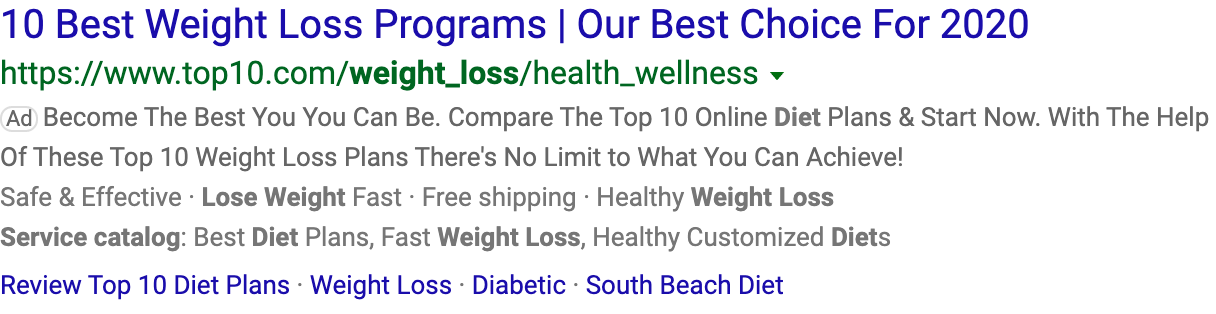 10 Best Weight Loss Programs | Our Best Choice For 2020
https://www.top10.com/weight_loss/health_wellness
Ad Become The Best You You Can Be. Compare The Top 10 Online Diet Plans & Start Now. With The Help
Of These Top 10 Weight Loss Plans There's No Limit to What You Can Achieve!
Safe & Effective · Lose Weight Fast · Free shipping · Healthy Weight Loss
Service catalog: Best Diet Plans, Fast Weight Loss, Healthy Customized Diets
Review Top 10 Diet Plans · Weight Loss · Diabetic · South Beach Diet